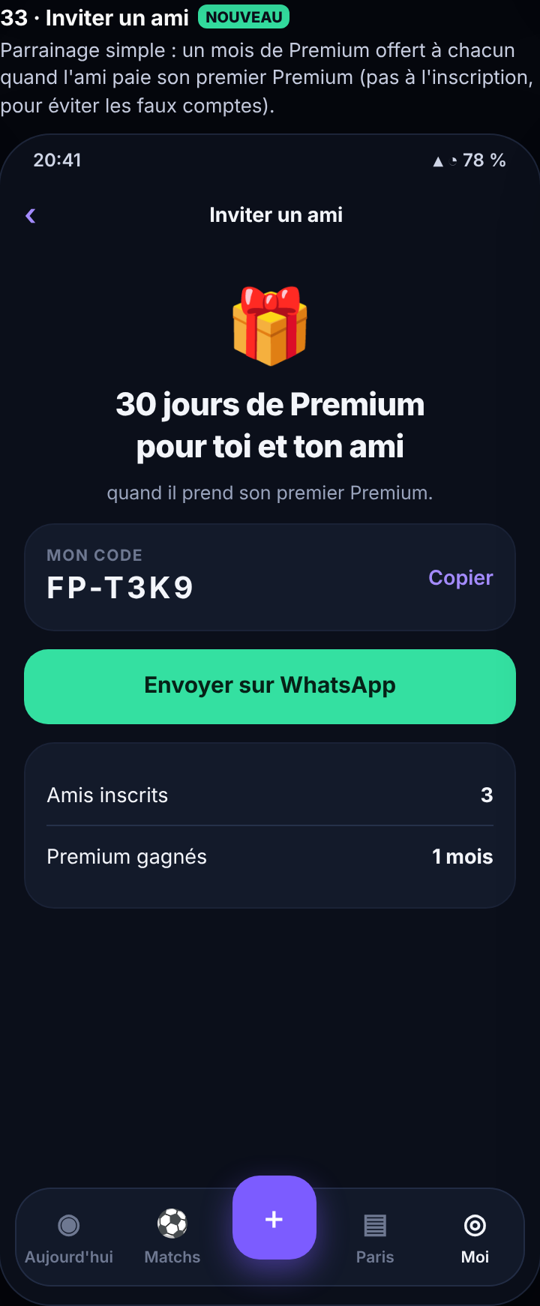 33 · Inviter un ami NOUVEAU
Parrainage simple : un mois de Premium offert à chacun
quand l'ami paie son premier Premium (pas à l'inscription,
pour éviter les faux comptes).
20:41 78 %
Inviter un ami
30 jours de Premium
pour toi et ton ami
quand il prend son premier Premium.
MON CODE
FP-T3K9
Copier
Envoyer sur WhatsApp
Amis inscrits 3
Premium gagnés 1 mois
Aujourd'hui Matchs + Paris Moi